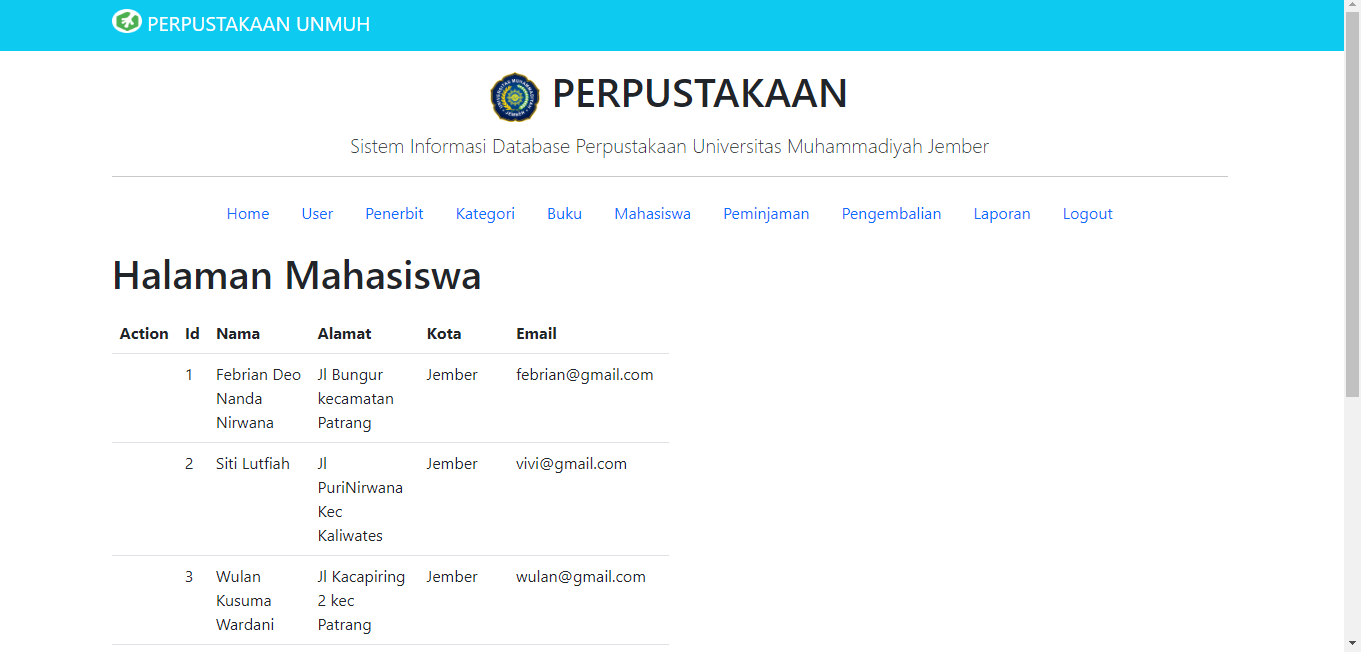 PERPUSTAKAAN UNMUH
PERPUSTAKAAN
Sistem Informasi Database Perpustakaan Universitas Muhammadiyah Jember
Home User Penerbit Kategori Buku Mahasiswa Peminjaman Pengembalian Laporan Logout
Halaman Mahasiswa
Action Id Nama Alamat Kota Email
1 Febrian Deo Jl Bungur Jember febrian@gmail.com
Nanda kecamatan
Nirwana Patrang
2 Siti Lutfiah Jl Jember vivi@gmail.com
PuriNirwana
Kec
Kaliwates
3 Wulan Jl Kacapiring Jember wulan@gmail.com
Kusuma 2 kec
Wardani Patrang